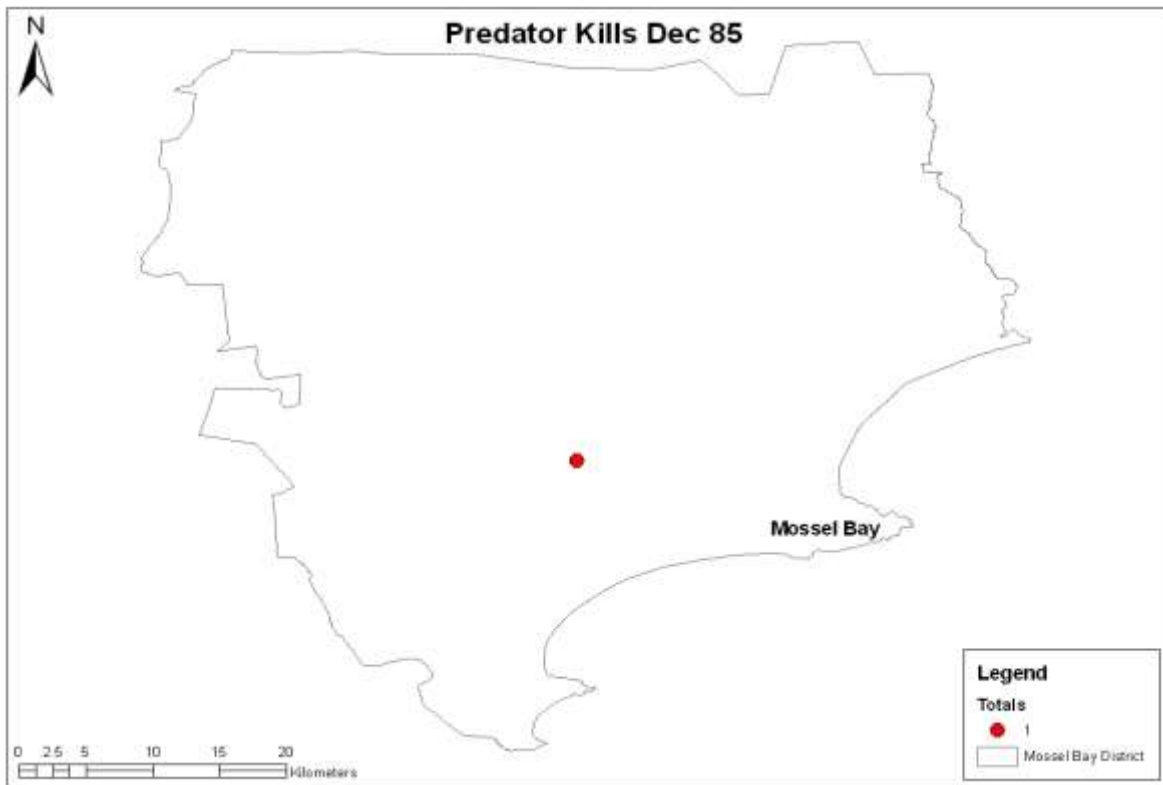 N
Predator Kills Dec 85
Mossel Bay
Legend
Totals
1
Mossel Bay District
0 2.5 5 10 15 20
Kilometers